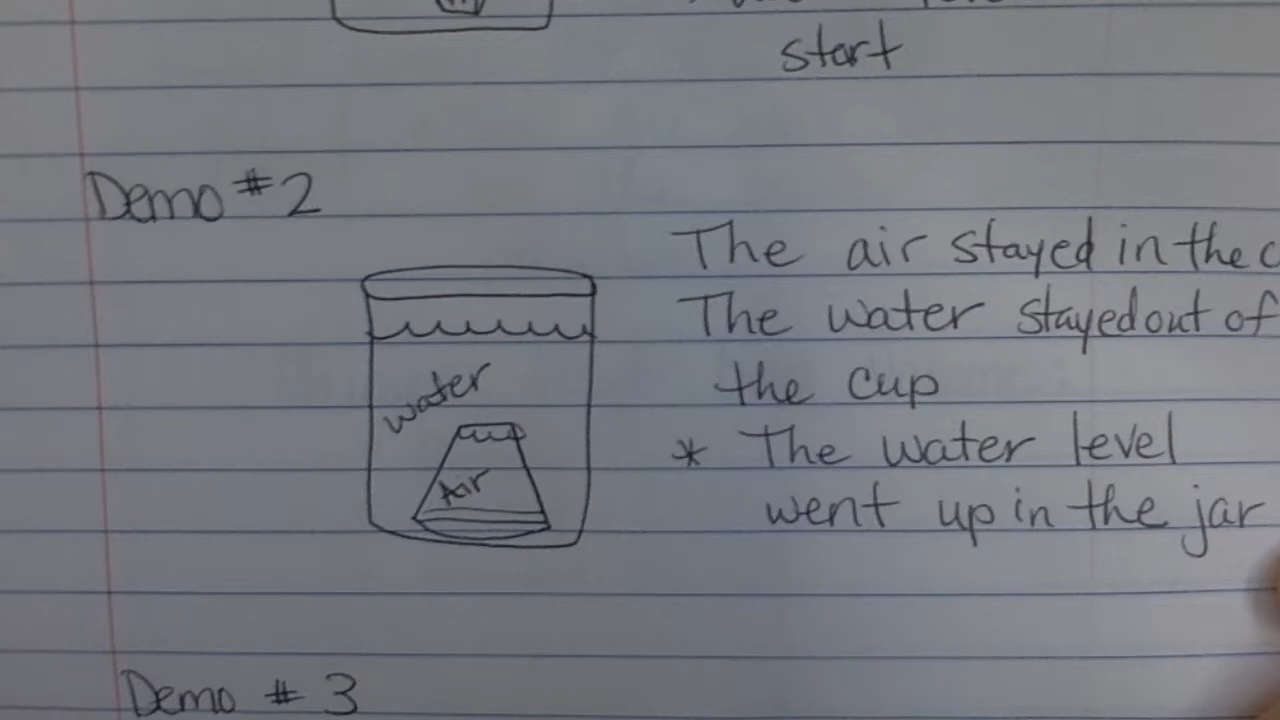 start
Demo #2
The air stayed in the
The water stayed out of
the cup
* The water level
went up in the jar
water
cup
Air
Demo # 3